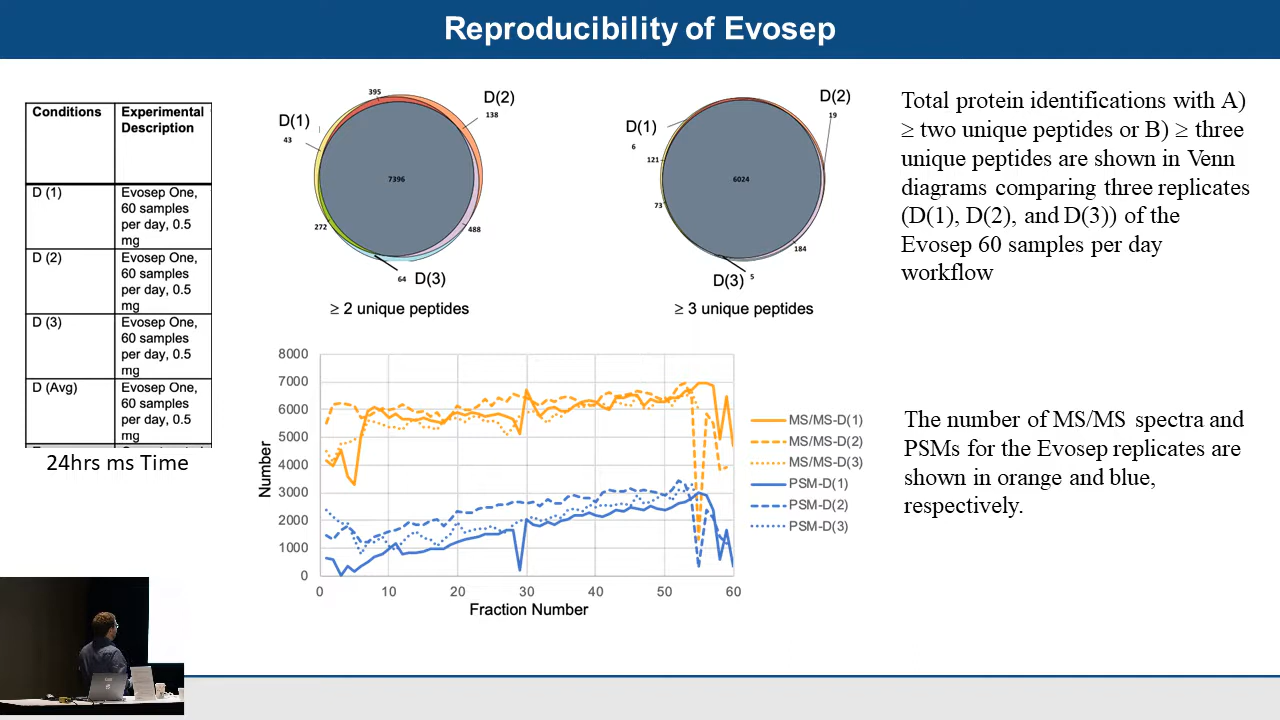 Reproducibility of Evosep
Conditions
Experimental
Description
D (1)
Evosep One,
60 samples
per day, 0.5
mg
D (2)
Evosep One,
60 samples
per day, 0.5
mg
D (3)
Evosep One,
60 samples
per day, 0.5
mg
D (Avg)
Evosep One,
60 samples
per day, 0.5
mg
24hrs ms Time
395
D(2)
138
D(1)
43
7396
272
488
64
D(3)
≥ 2 unique peptides
D(2)
19
D(1)
6
121
6024
73
184
D(3)
5
≥ 3 unique peptides
Total protein identifications with A)
≥ two unique peptides or B) ≥ three
unique peptides are shown in Venn
diagrams comparing three replicates
(D(1), D(2), and D(3)) of the
Evosep 60 samples per day
workflow
8000
7000
6000
5000
4000
3000
2000
1000
0
Number
0 10 20 30 40 50 60
Fraction Number
MS/MS-D(1)
MS/MS-D(2)
MS/MS-D(3)
PSM-D(1)
PSM-D(2)
PSM-D(3)
The number of MS/MS spectra and
PSMs for the Evosep replicates are
shown in orange and blue,
respectively.